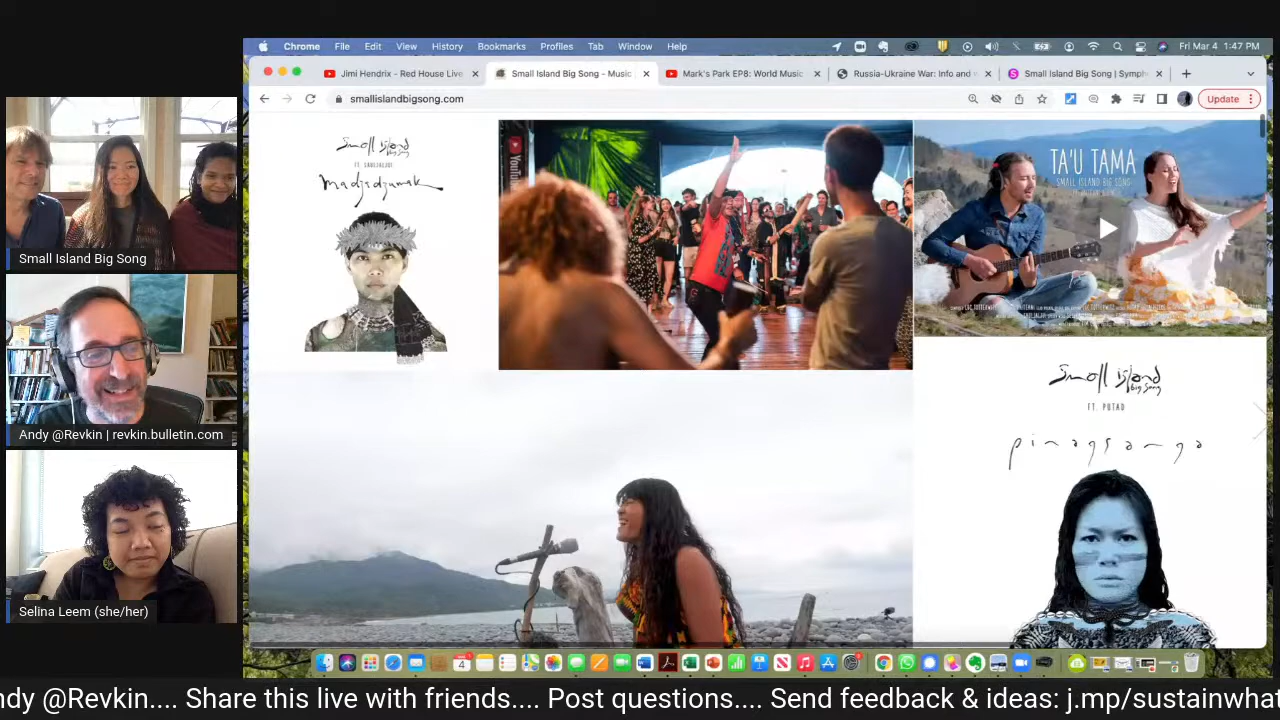 Chrome File Edit View History Bookmarks Profiles Tab Window Help Fri Mar 4 1:47 PM
Jimi Hendrix - Red House Live Small Island Big Song - Music Mark's Park EP8: World Music Russia-Ukraine War: Info and Small Island Big Song | Symph
smallislandbigsong.com Update
Small Island Big Song
Andy @Revkin | revkin.bulletin.com
Selina Leem (she/her)
Small island
Big Song
YouTube
TA'U TAMA
SMALL ISLAND BIG SONG
Small island
Big Song
FT. PUTAD
pinagsanga
ndy @Revkin.... Share this live with friends.... Post questions.... Send feedback & ideas: j.mp/sustainwhat